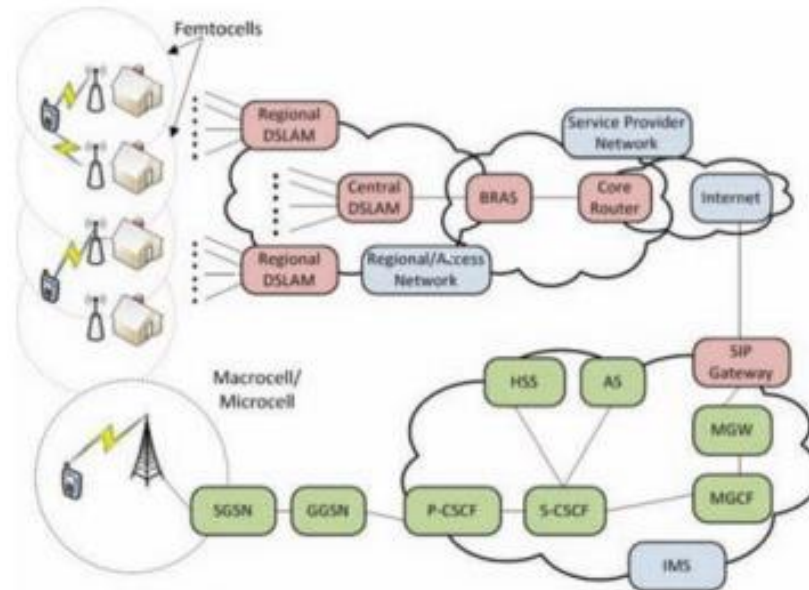 Femtocells
Regional
DSLAM
Service Provider
Network
Central
DSLAM
BRAS
Core
Router
Internet
Regional
DSLAM
Regional/Access
Network
Macrocell/
Microcell
HSS
AS
SIP
Gateway
MGW
SGSN
GGSN
P-CSCF
S-CSCF
MGCF
IMS